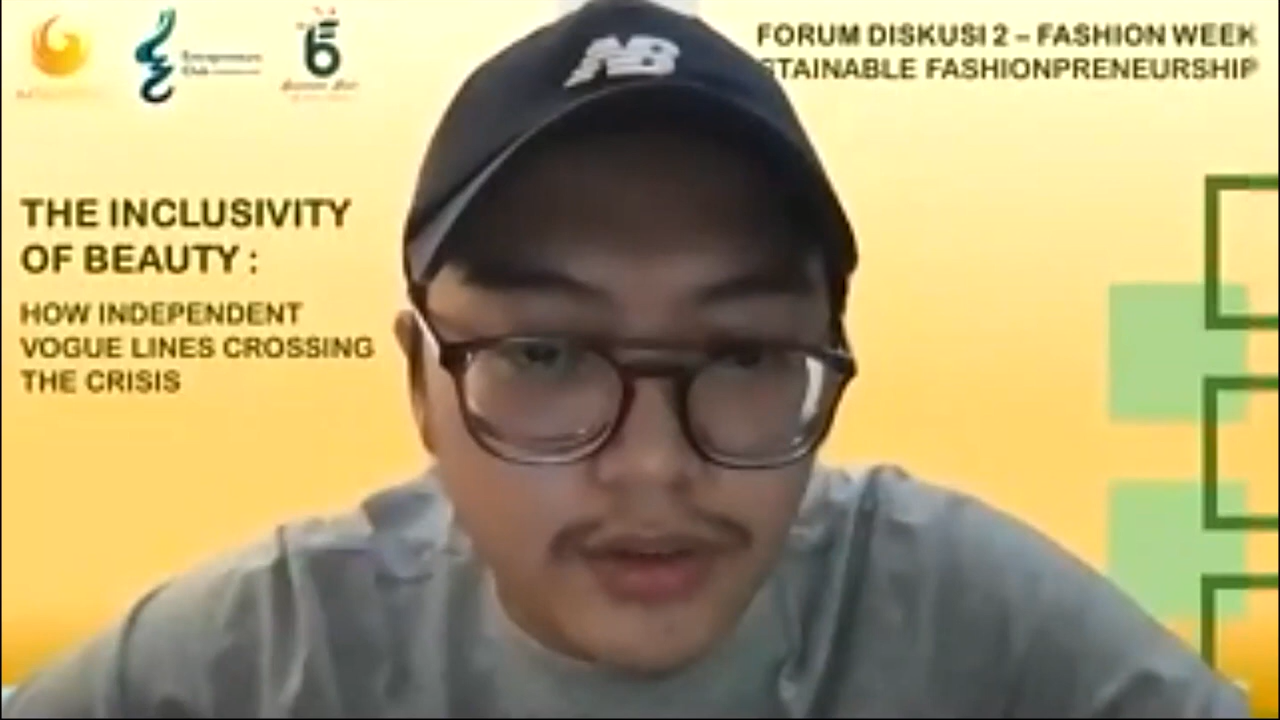 FORUM DISKUSI 2 – FASHION WEEK
STAINABLE FASHIONPRENEURSHIP
NB
THE INCLUSIVITY
OF BEAUTY :
HOW INDEPENDENT
VOGUE LINES CROSSING
THE CRISIS